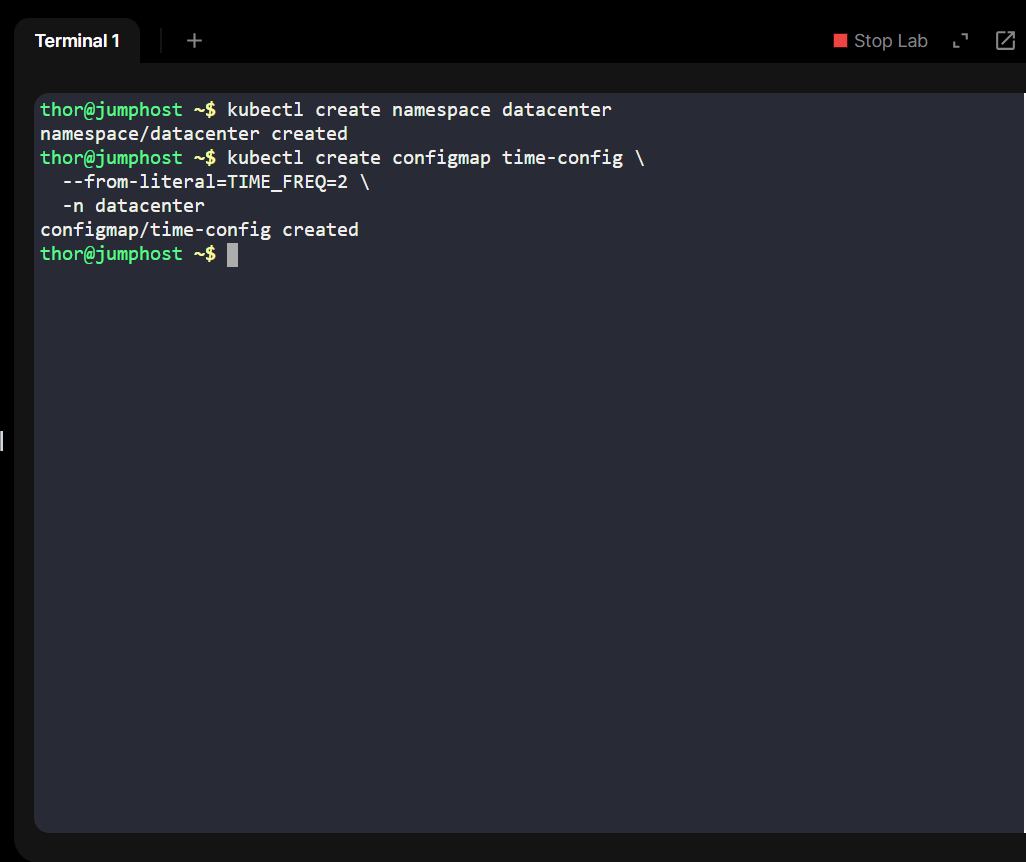 Terminal 1
+
Stop Lab
thor@jumphost ~$ kubectl create namespace datacenter
namespace/datacenter created
thor@jumphost ~$ kubectl create configmap time-config \
  --from-literal=TIME_FREQ=2 \
  -n datacenter
configmap/time-config created
thor@jumphost ~$